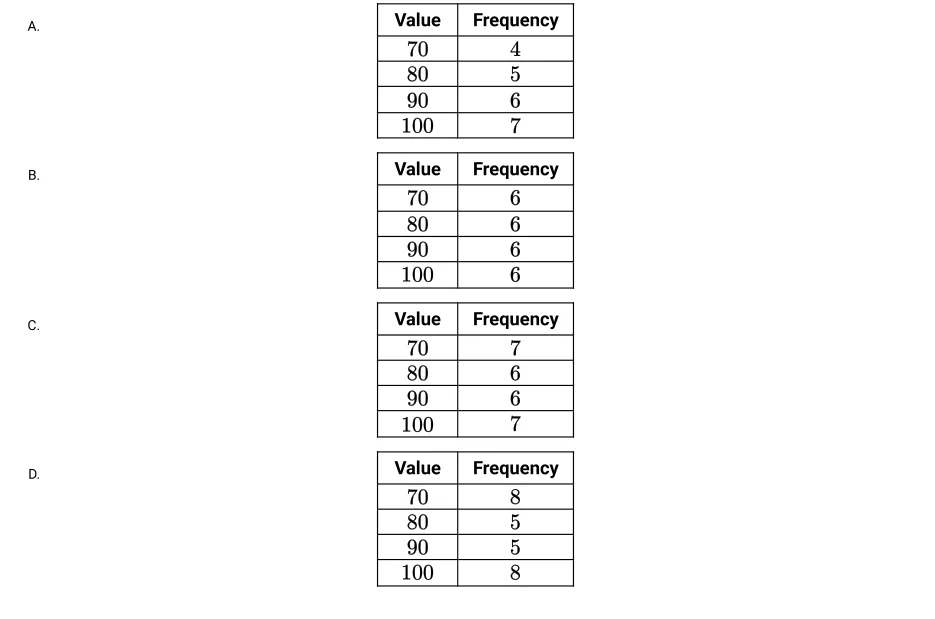 A.
Value Frequency
70 4
80 5
90 6
100 7
B.
Value Frequency
70 6
80 6
90 6
100 6
C.
Value Frequency
70 7
80 6
90 6
100 7
D.
Value Frequency
70 8
80 5
90 5
100 8